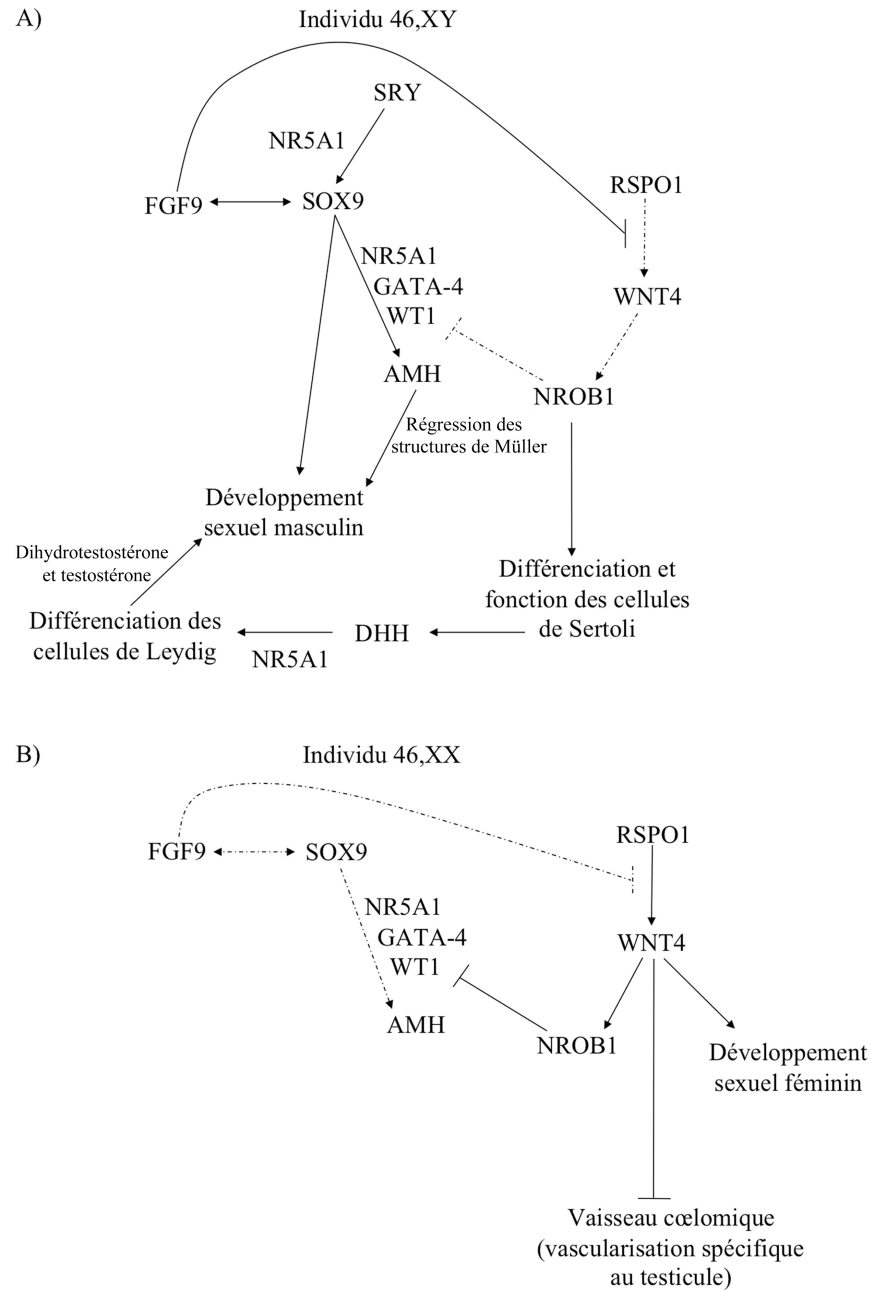 A)
Individu 46,XY
SRY
NR5A1
RSPO1
FGF9
SOX9
NR5A1
GATA-4
WT1
WNT4
AMH
NROB1
Régression des
structures de Müller
Développement
sexuel masculin
Dihydrotestostérone
et testostérone
Différenciation et
fonction des cellules
de Sertoli
Différenciation des
cellules de Leydig
DHH
NR5A1
B)
Individu 46,XX
RSPO1
FGF9
SOX9
NR5A1
GATA-4
WT1
WNT4
AMH
NROB1
Développement
sexuel féminin
Vaisseau cœlomique
(vascularisation spécifique
au testicule)